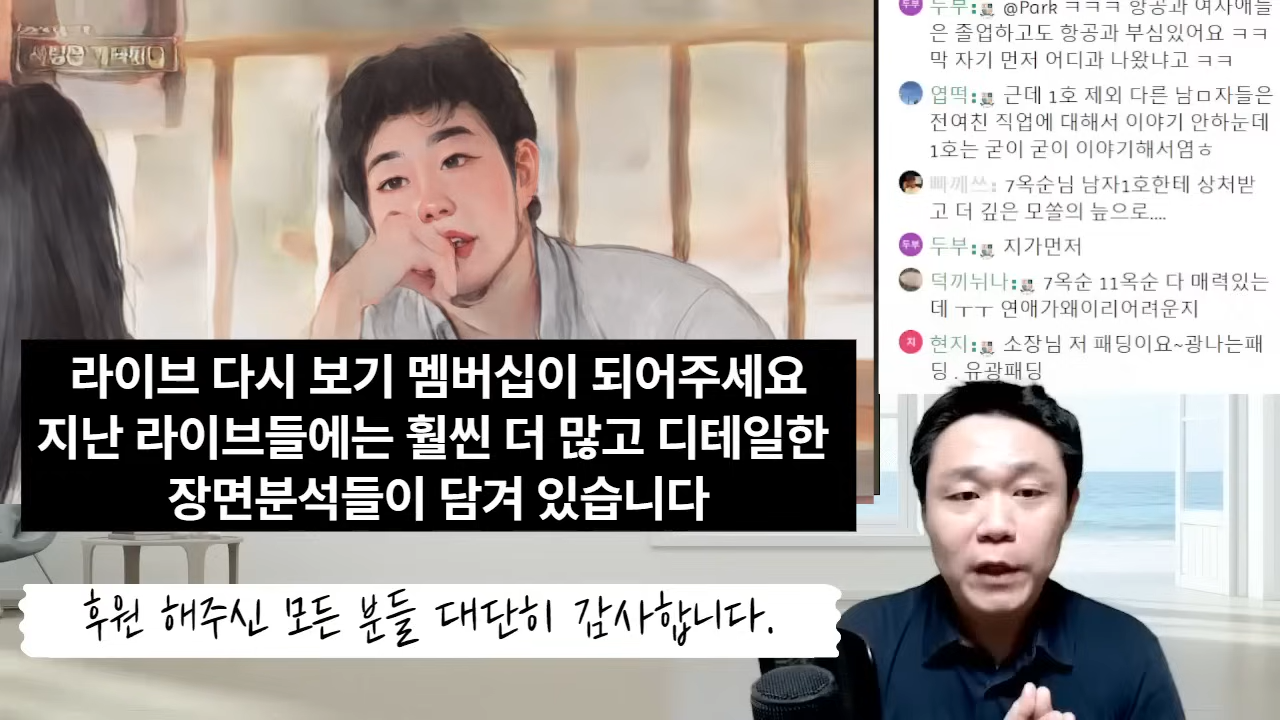 두부: @Park ㅋㅋㅋ 항공과 여자애들
은 졸업하고도 항공과 부심있어요 ㅋㅋ
막 자기 먼저 어디과 나왔냐고 ㅋㅋ
엽떡: 근데 1호 제외 다른 남ㅁ자들은
전여친 직업에 대해서 이야기 안하눈데
1호는 굳이 굳이 이야기해서염ㅎ
빠께쓰: 7옥순님 남자1호한테 상처받
고 더 깊은 모쏠의 늪으로....
두부 두부: 지가먼저
덕끼뉘나: 7옥순 11옥순 다 매력있는
데 ㅜㅜ 연애가왜이리어려운지
지 현지: 소장님 저 패딩이요~광나는패
딩 . 유광패딩
라이브 다시 보기 멤버십이 되어주세요
지난 라이브들에는 훨씬 더 많고 디테일한
장면분석들이 담겨 있습니다
후원 해주신 모든 분들 대단히 감사합니다.